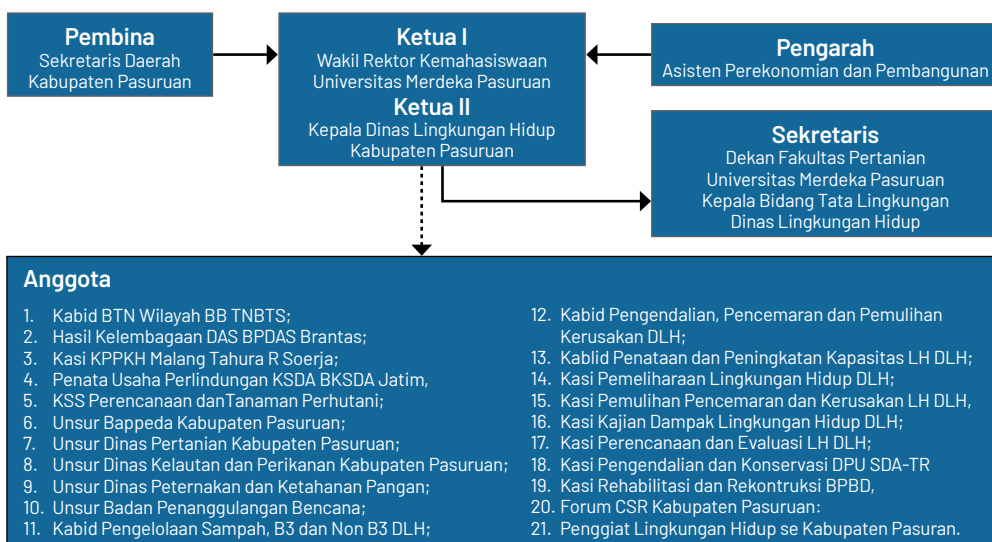 Pembina
Sekretaris Daerah
Kabupaten Pasuruan
Ketua I
Wakil Rektor Kemahasiswaan
Universitas Merdeka Pasuruan
Ketua II
Kepala Dinas Lingkungan Hidup
Kabupaten Pasuruan
Pengarah
Asisten Perekonomian dan Pembangunan
Sekretaris
Dekan Fakultas Pertanian
Universitas Merdeka Pasuruan
Kepala Bidang Tata Lingkungan
Dinas Lingkungan Hidup
Anggota
1. Kabid BTN Wilayah BB TNBTS;
2. Hasil Kelembagaan DAS BPDAS Brantas;
3. Kasi KPPKH Malang Tahura R Soerja;
4. Penata Usaha Perlindungan KSDA BKSDA Jatim,
5. KSS Perencanaan danTanaman Perhutani;
6. Unsur Bappeda Kabupaten Pasuruan;
7. Unsur Dinas Pertanian Kabupaten Pasuruan;
8. Unsur Dinas Kelautan dan Perikanan Kabupaten Pasuruan;
9. Unsur Dinas Peternakan dan Ketahanan Pangan;
10. Unsur Badan Penanggulangan Bencana;
11. Kabid Pengelolaan Sampah, B3 dan Non B3 DLH;
12. Kabid Pengendalian, Pencemaran dan Pemulihan
Kerusakan DLH;
13. Kablid Penataan dan Peningkatan Kapasitas LH DLH;
14. Kasi Pemeliharaan Lingkungan Hidup DLH;
15. Kasi Pemulihan Pencemaran dan Kerusakan LH DLH,
16. Kasi Kajian Dampak Lingkungan Hidup DLH;
17. Kasi Perencanaan dan Evaluasi LH DLH;
18. Kasi Pengendalian dan Konservasi DPU SDA-TR
19. Kasi Rehabilitasi dan Rekontruksi BPBD,
20. Forum CSR Kabupaten Pasuruan:
21. Penggiat Lingkungan Hidup se Kabupaten Pasuran.